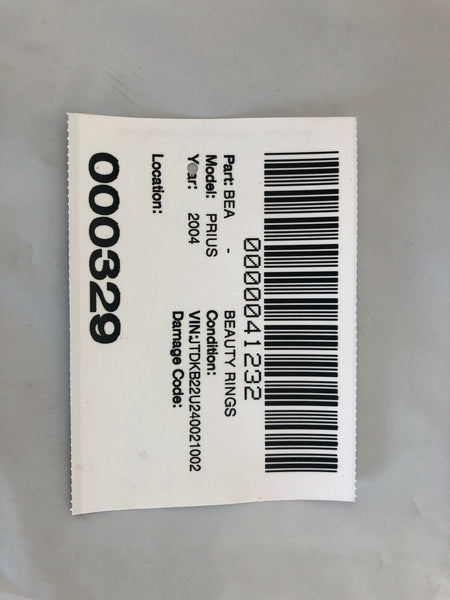 0000041232
Part: BEA - BEAUTY RINGS
Model: PRIUS Condition:
Year: 2004 VIN:JTDKB22U240021002
Damage Code:
Location:
000329